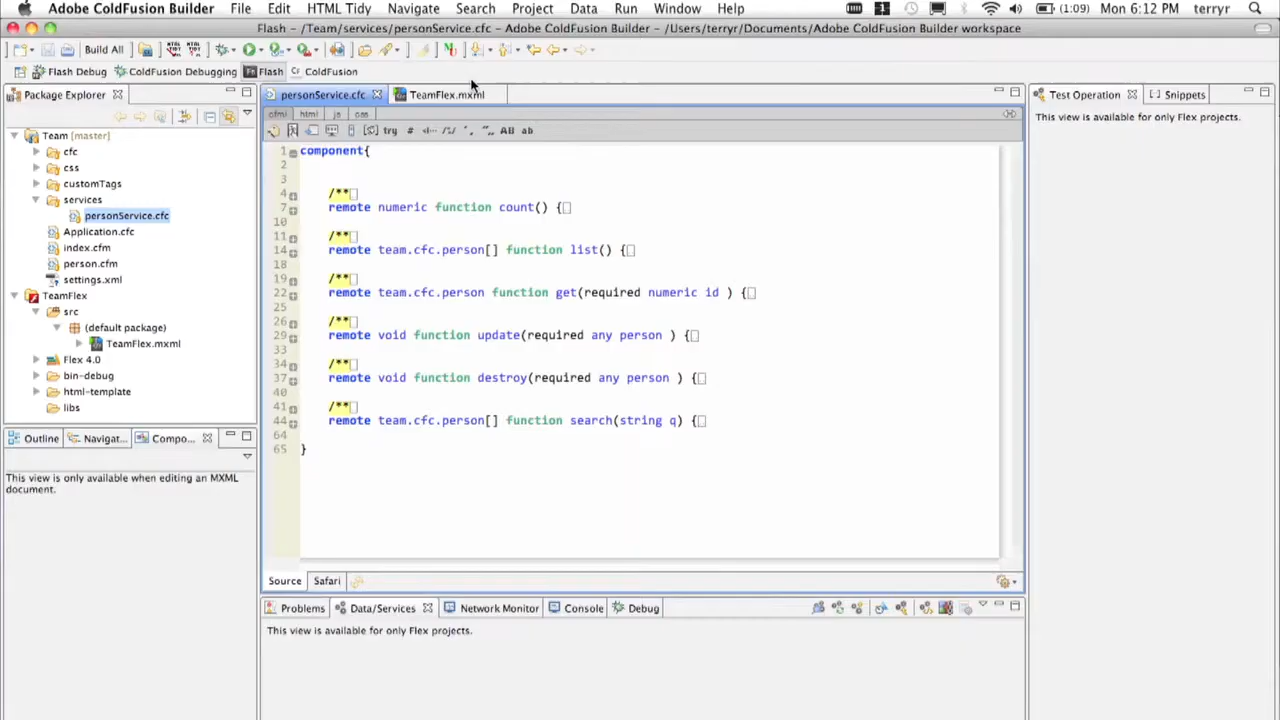 Adobe ColdFusion Builder File Edit HTML Tidy Navigate Search Project Data Run Window Help (1:09) Mon 6:12 PM terryr
Flash – /Team/services/personService.cfc – Adobe ColdFusion Builder – /Users/terryr/Documents/AdobeColdFusion Builder workspace
Build All
Flash Debug ColdFusion Debugging Flash ColdFusion
Package Explorer
Team [master]
cfc
css
customTags
services
personService.cfc
Application.cfc
index.cfm
person.cfm
settings.xml
TeamFlex
src
(default package)
TeamFlex.mxml
Flex 4.0
bin-debug
html-template
libs
Outline Navigat... Compo...
This view is only available when editing an MXML
document.
personService.cfc TeamFlex.mxml
cfml html js css
try # AB ab
1 component{
2
3
4 /**
7 remote numeric function count() {
10
11 /**
14 remote team.cfc.person[] function list() {
18
19 /**
22 remote team.cfc.person function get(required numeric id ) {
25
26 /**
29 remote void function update(required any person ) {
33
34 /**
37 remote void function destroy(required any person ) {
40
41 /**
44 remote team.cfc.person[] function search(string q) {
64
65 }
Source Safari
Problems Data/Services Network Monitor Console Debug
This view is available for only Flex projects.
Test Operation Snippets
This view is available for only Flex projects.